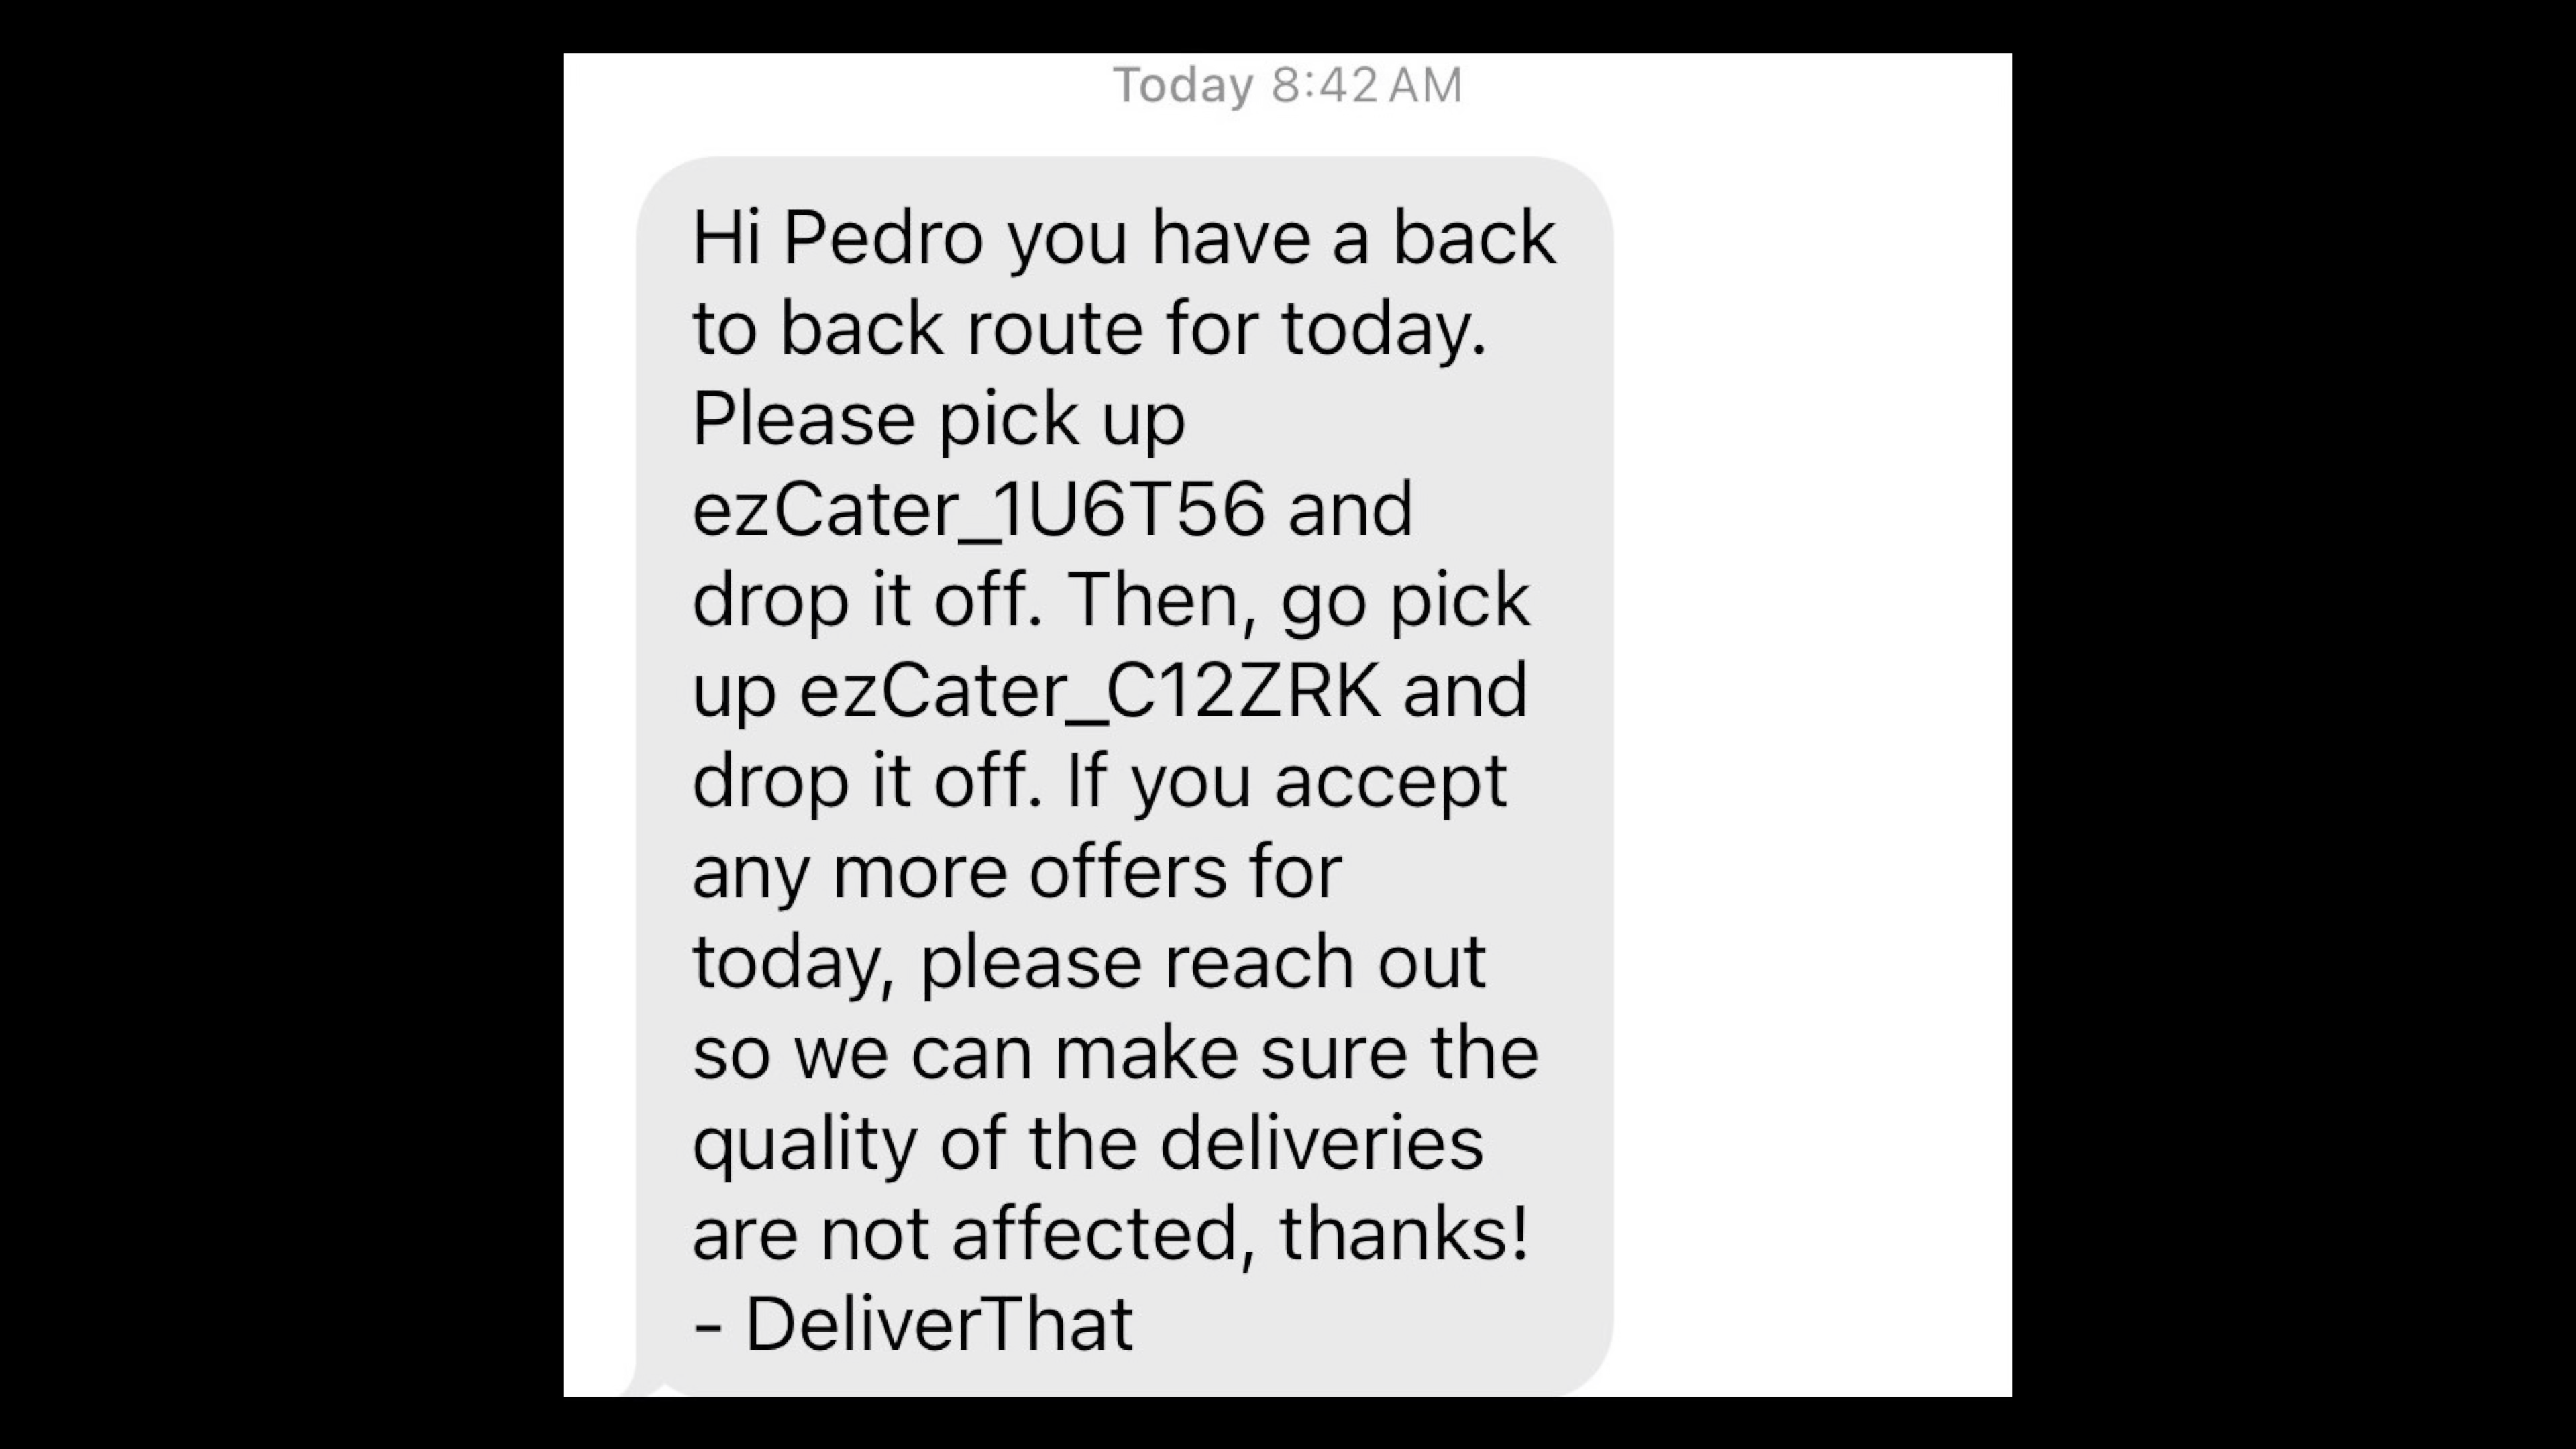 Today 8:42 AM
Hi Pedro you have a back
to back route for today.
Please pick up
ezCater_1U6T56 and
drop it off. Then, go pick
up ezCater_C12ZRK and
drop it off. If you accept
any more offers for
today, please reach out
so we can make sure the
quality of the deliveries
are not affected, thanks!
- DeliverThat